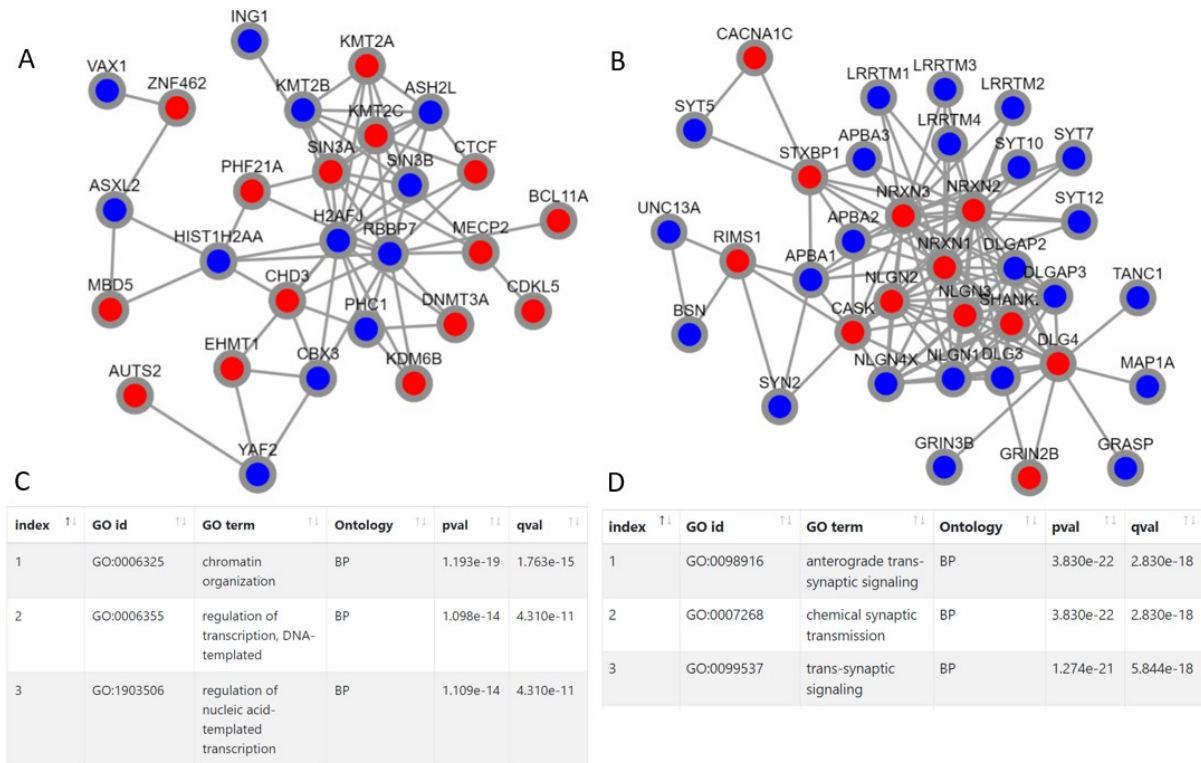 A
ING1
KMT2A
VAX1
ZNF462
KMT2B
ASH2L
KMT2C
SIN3A
SIN3B
CTCF
PHF21A
BCL11A
ASXL2
H2AFJ
RBBP7
MECP2
HIST1H2AA
MBD5
CHD3
PHC1
DNMT3A
CDKL5
EHMT1
CBX3
KDM6B
AUTS2
YAF2
B
CACNA1C
LRRTM1
LRRTM3
LRRTM2
SYT5
LRRTM4
APBA3
SYT10
SYT7
STXBP1
NRXN3
NRXN2
SYT12
UNC13A
APBA2
RIMS1
NRXN1
DLGAP2
APBA1
DLGAP3
TANC1
NLGN2
NLGN3
BSN
CASK
DLG4
NLGN4X
NLGN1
DLG3
MAP1A
SYN2
GRIN3B
GRIN2B
GRASP
C
index GO id GO term Ontology pval qval
1 GO:0006325 chromatin BP 1.193e-19 1.763e-15
organization
2 GO:0006355 regulation of BP 1.098e-14 4.310e-11
transcription, DNA-
templated
3 GO:1903506 regulation of BP 1.109e-14 4.310e-11
nucleic acid-
templated
transcription
D
index GO id GO term Ontology pval qval
1 GO:0098916 anterograde trans- BP 3.830e-22 2.830e-18
synaptic signaling
2 GO:0007268 chemical synaptic BP 3.830e-22 2.830e-18
transmission
3 GO:0099537 trans-synaptic BP 1.274e-21 5.844e-18
signaling